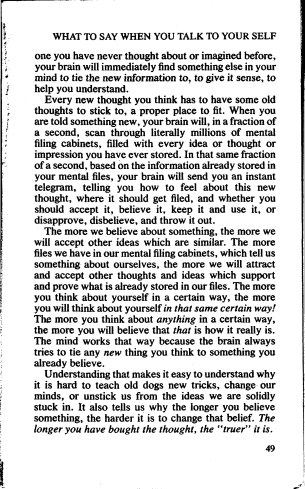 WHAT TO SAY WHEN YOU TALK TO YOUR SELF
one you have never thought about or imagined before,
your brain will immediately find something else in your
mind to tie the new information to, to give it sense, to
help you understand.
Every new thought you think has to have some old
thoughts to stick to, a proper place to fit. When you
are told something new, your brain will, in a fraction of
a second, scan through literally millions of mental
filing cabinets, filled with every idea or thought or
impression you have ever stored. In that same fraction
of a second, based on the information already stored in
your mental files, your brain will send you an instant
telegram, telling you how to feel about this new
thought, where it should get filed, and whether you
should accept it, believe it, keep it and use it, or
disapprove, disbelieve, and throw it out.
The more we believe about something, the more we
will accept other ideas which are similar. The more
files we have in our mental filing cabinets, which tell us
something about ourselves, the more we will attract
and accept other thoughts and ideas which support
and prove what is already stored in our files. The more
you think about yourself in a certain way, the more
you will think about yourself in that same certain way!
The more you think about anything in a certain way,
the more you will believe that that is how it really is.
The mind works that way because the brain always
tries to tie any new thing you think to something you
already believe.
Understanding that makes it easy to understand why
it is hard to teach old dogs new tricks, change our
minds, or unstick us from the ideas we are solidly
stuck in. It also tells us why the longer you believe
something, the harder it is to change that belief. The
longer you have bought the thought, the "truer" it is.
49